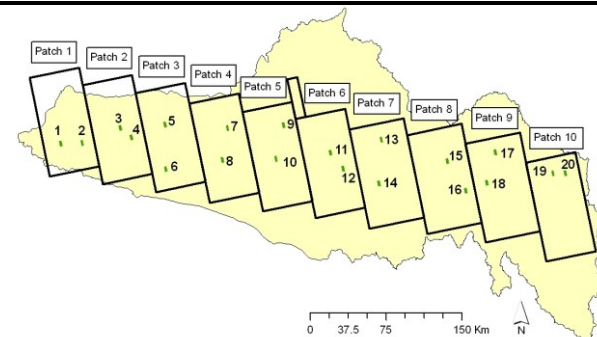 Patch 1
Patch 2
Patch 3
Patch 4
Patch 5
Patch 6
Patch 7
Patch 8
Patch 9
Patch 10
1 2
3 4
5
6
7
8
9
10
11
12
13
14
15
16
17
18
19 20
0 37.5 75 150 Km
N